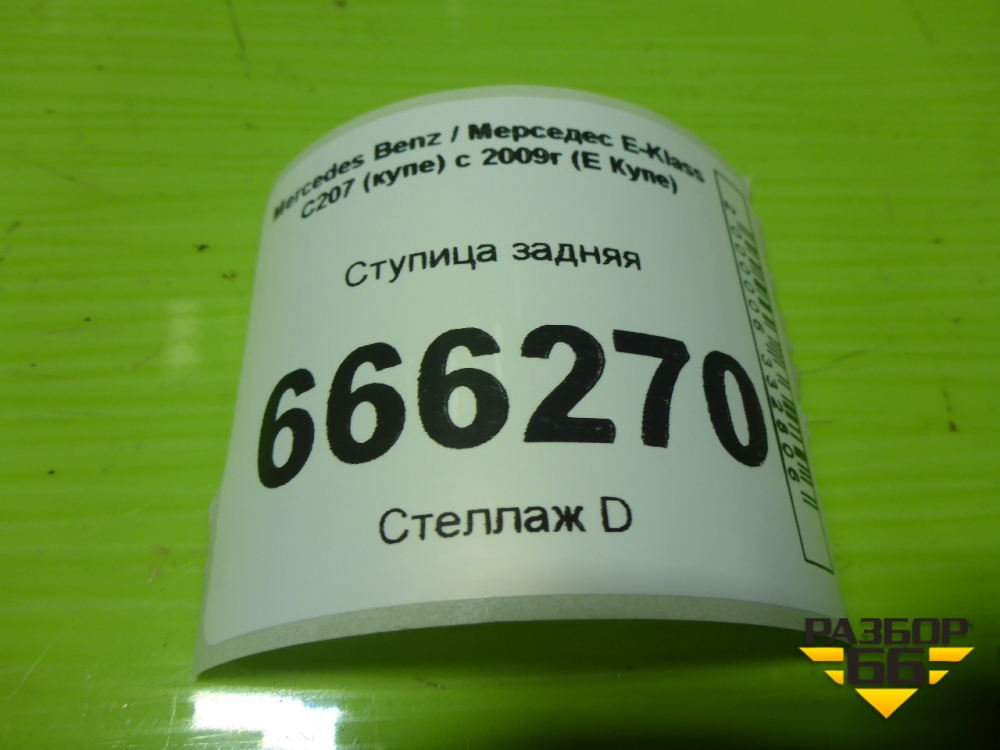 Mercedes Benz / Мерседес E-Klass
C207 (купе) с 2009г (Е Купе)
Ступица задняя
666270
Стеллаж D
РАЗБОР
66